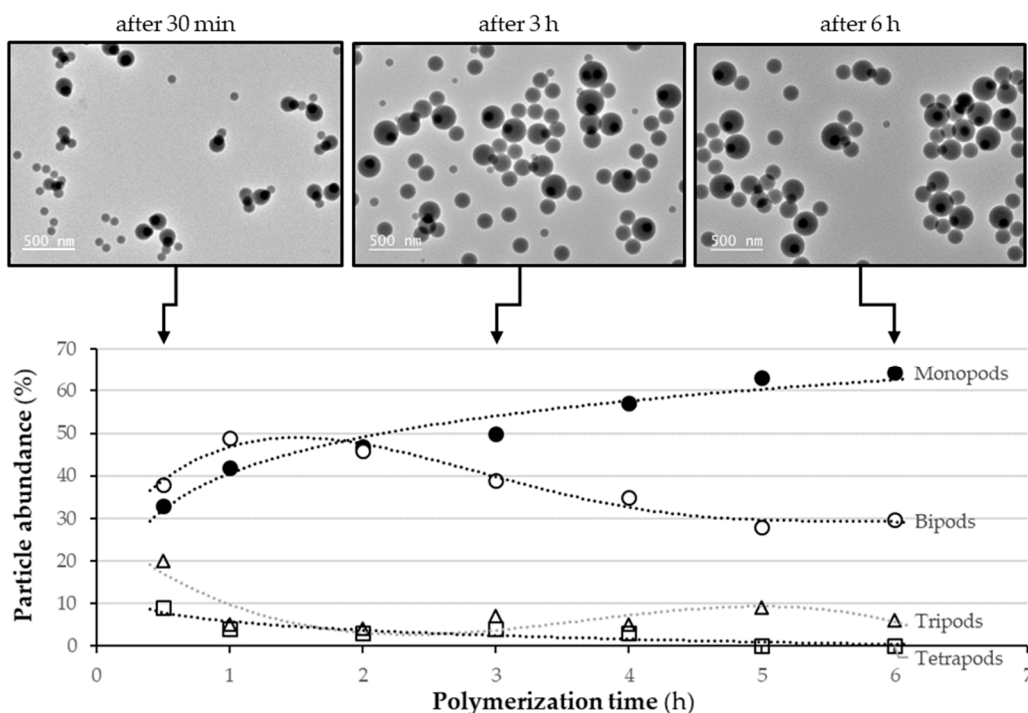 after 30 min
after 3 h
after 6 h
500 nm
500 nm
500 nm
Particle abundance (%)
70
60
50
40
30
20
10
0
Monopods
Bipods
Tripods
Tetrapods
0 1 2 3 4 5 6 7
Polymerization time (h)